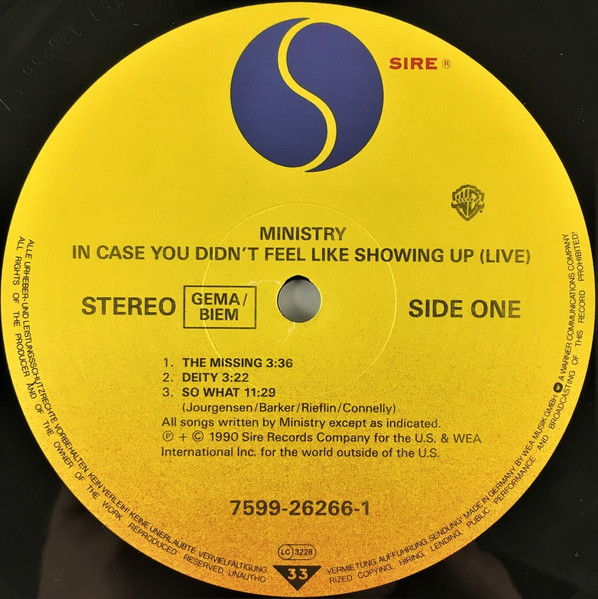 SIRE ®
MINISTRY
IN CASE YOU DIDN'T FEEL LIKE SHOWING UP (LIVE)
STEREO
GEMA/
BIEM
SIDE ONE
1. THE MISSING 3:36
2. DEITY 3:22
3. SO WHAT 11:29
(Jourgensen/Barker/Rieflin/Connelly)
All songs written by Ministry except as indicated.
℗ + © 1990 Sire Records Company for the U.S. & WEA
International Inc. for the world outside of the U.S.
7599-26266-1
LC 3228
33
ALLE URHEBER- UND LEISTUNGSSCHUTZRECHTE VORBEHALTEN. KEIN VERLEIH! KEINE UNERLAUBTE VERVIELFÄLTIGUNG, VERMIETUNG, AUFFÜHRUNG, SENDUNG! MADE IN GERMANY BY WEA MUSIK GMBH A WARNER COMMUNICATIONS COMPANY
ALL RIGHTS OF THE PRODUCER AND OF THE OWNER OF THE WORK REPRODUCED RESERVED. UNAUTHORIZED COPYING, HIRING, LENDING, PUBLIC PERFORMANCE AND BROADCASTING OF THIS RECORD PROHIBITED!